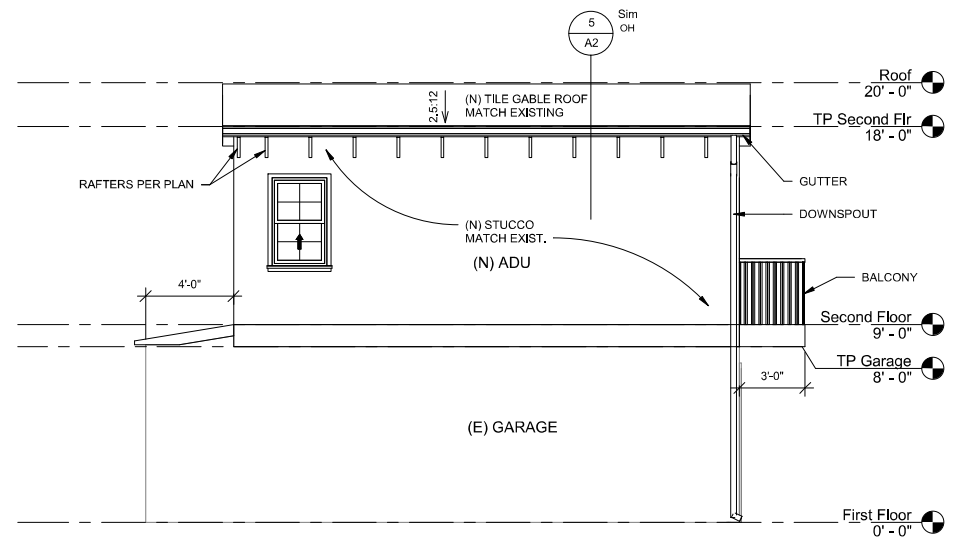 5
A2
Sim
OH
Roof
20' - 0"
2.5:12
(N) TILE GABLE ROOF
MATCH EXISTING
TP Second Flr
18' - 0"
RAFTERS PER PLAN
GUTTER
DOWNSPOUT
(N) STUCCO
MATCH EXIST.
(N) ADU
BALCONY
4'-0"
Second Floor
9' - 0"
TP Garage
8' - 0"
3'-0"
(E) GARAGE
First Floor
0' - 0"